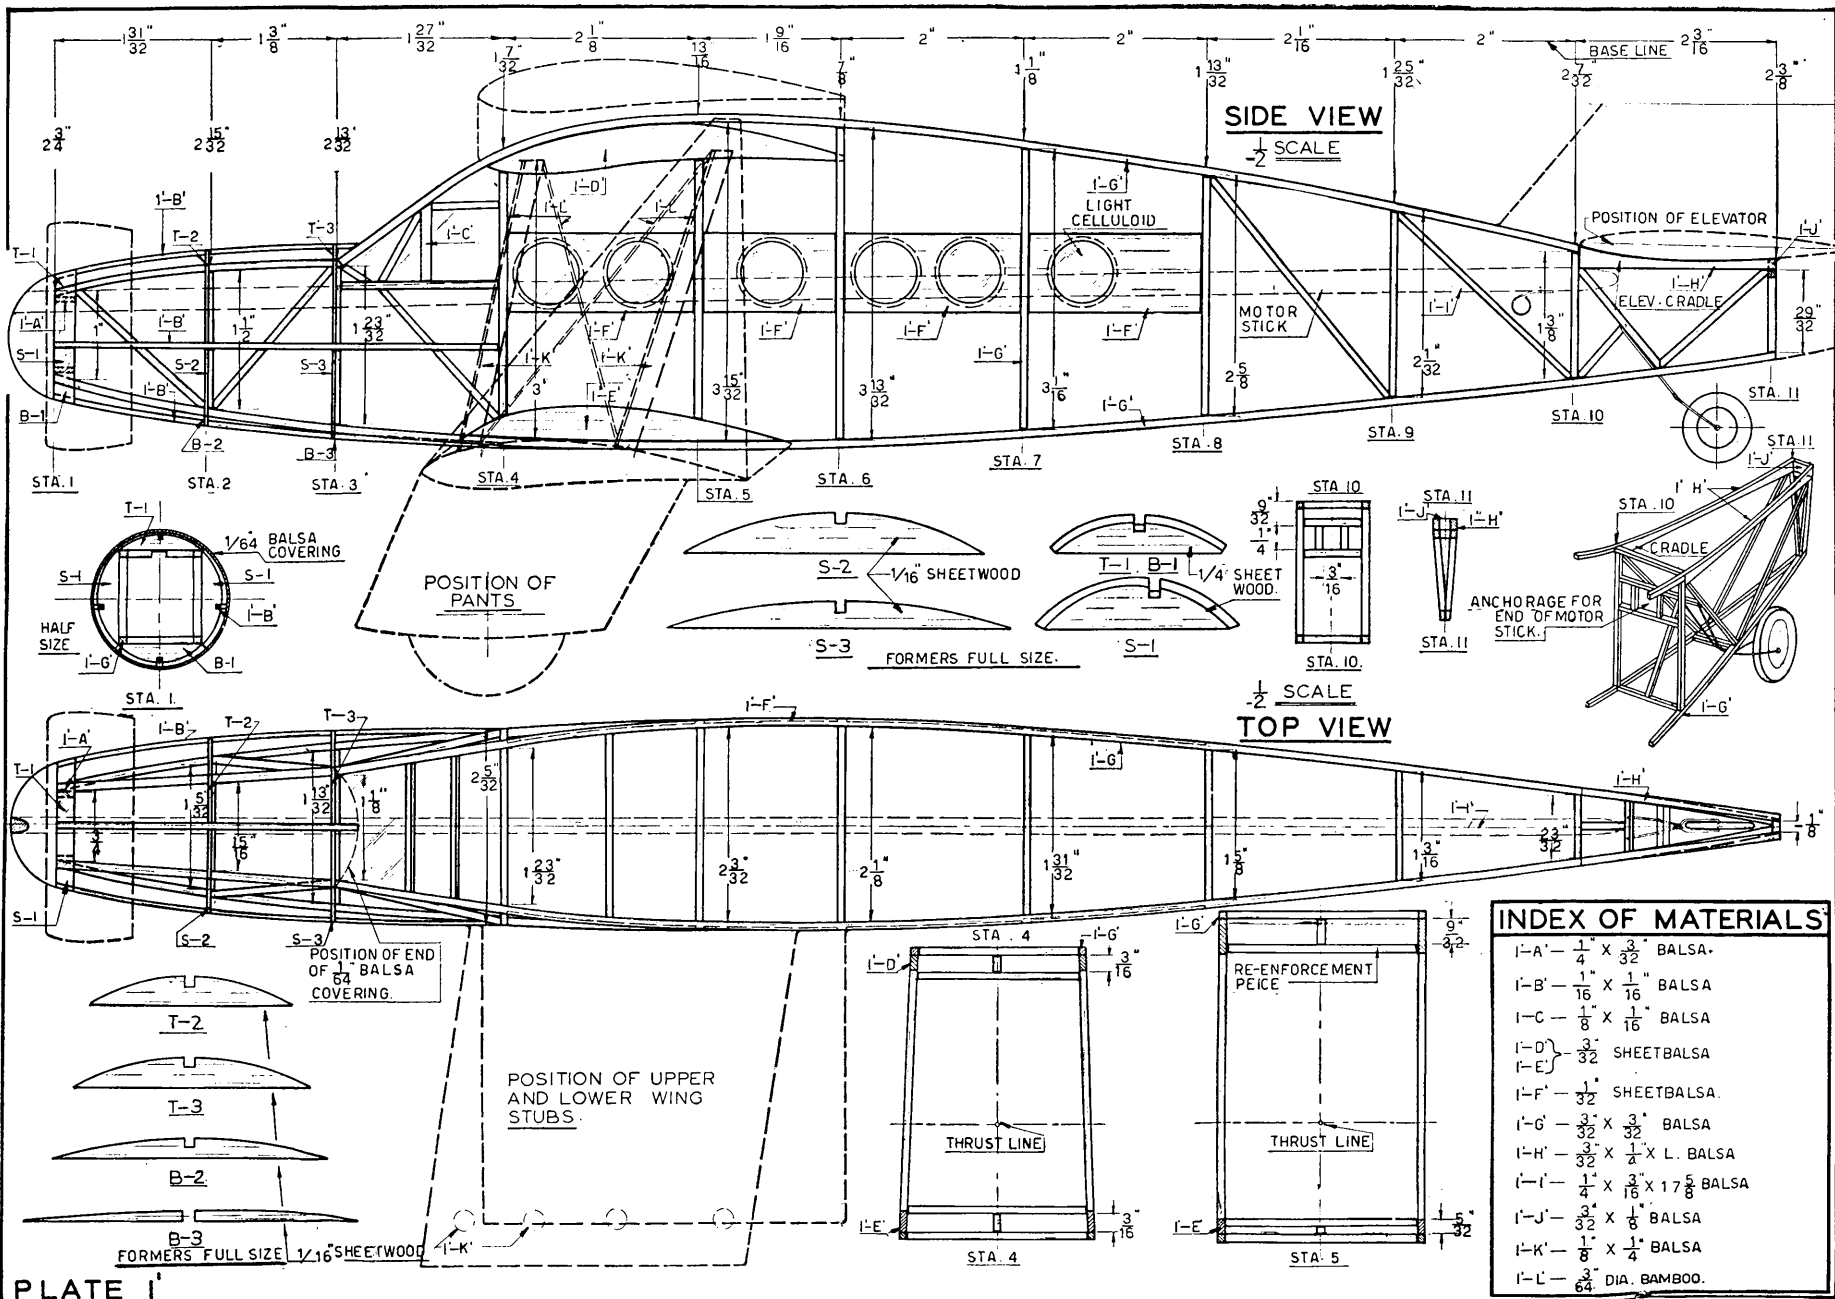 1 31/32" 1 3/8" 1 27/32" 2 1/8" 1 9/16" 2" 2" 2 1/16" 2" BASE LINE 2 3/16"
2 3/4" 2 15/32" 2 13/32" 1 7/32" 13/16" 7/8" 1 1/8" 1 13/32" 1 25/32" 2 7/32" 2 3/8"
SIDE VIEW
1/2 SCALE
1'-B' T-2 T-3 T-1
1'-D' 1'-L' 1'-L' 1'-C'
1'-G'
LIGHT
CELLULOID
POSITION OF ELEVATOR
1'-J'
1'-A' 1" 1'-B' 1 1/2" 1 23/32"
1'-F' 1'-F' 1'-F' 1'-F'
MOTOR
STICK
1'-I'
1'-H'
ELEV. CRADLE
1 3/8" 29/32"
S-1 S-2 S-3 1'-B' 1'-K' 1'-K' 1'-E' 1'-G'
3" 3 15/32" 3 13/32" 3 1/16" 2 5/8" 2 1/32"
B-1 B-2 B-3 1'-G'
STA. 1 STA.2 STA. 3 STA.4 STA. 5 STA. 6 STA. 7 STA. 8 STA.9 STA. 10 STA. 11
T-1
1/64" BALSA
COVERING
S-1 S-1
1'-B'
HALF
SIZE
1'-G' B-1
STA. 1.
POSITION OF
PANTS
S-2
1/16" SHEETWOOD
S-3
T-1. B-1
1/4" SHEET
WOOD.
S-1
FORMERS FULL SIZE.
STA.10
9/32"
1/4"
3/16"
STA. 10.
STA. 11
1'-J' 1'-H'
STA. 11
STA.11
1'-J'
1' H'
STA. 10
CRADLE
ANCHORAGE FOR
END OF MOTOR
STICK.
1'-G'
1/2 SCALE
TOP VIEW
1'-A' 1'-B' T-2 T-3 1'-F' 1'-G' 1'-H'
T-1
3/4" 1 5/32" 15/16" 1 13/32" 1 1/8" 2 5/32" 1 23/32" 2 3/32" 2 1/8" 1 31/32" 1 5/8" 1 3/16" 1'-H' 23/32" 1/8"
S-1 S-2 S-3
POSITION OF END
OF 1/64" BALSA
COVERING.
T-2
T-3
B-2
B-3
FORMERS FULL SIZE 1/16" SHEETWOOD
1'-K'
POSITION OF UPPER
AND LOWER WING
STUBS.
STA. 4
1'-D' 1'-G' 3/16"
THRUST LINE
1'-E' 3/16"
STA. 4
1'-G' 9/32"
RE-ENFORCEMENT
PEICE
THRUST LINE
1'-E 5/32"
STA. 5
INDEX OF MATERIALS
1'-A' — 1/4" X 3/32" BALSA.
1'-B' — 1/16" X 1/16" BALSA
1'-C — 1/8" X 1/16" BALSA
1'-D'
1'-E' } - 3/32" SHEETBALSA
1'-F' — 1/32" SHEETBALSA.
1'-G' — 3/32" X 3/32" BALSA
1'-H' — 3/32" X 1/4" X L. BALSA
1'-I' — 1/4" X 3/16" X 17 5/8 BALSA
1'-J' — 3/32" X 1/8" BALSA
1'-K' — 1/8" X 1/4" BALSA
1'-L' — 3/64" DIA. BAMBOO.
PLATE 1'